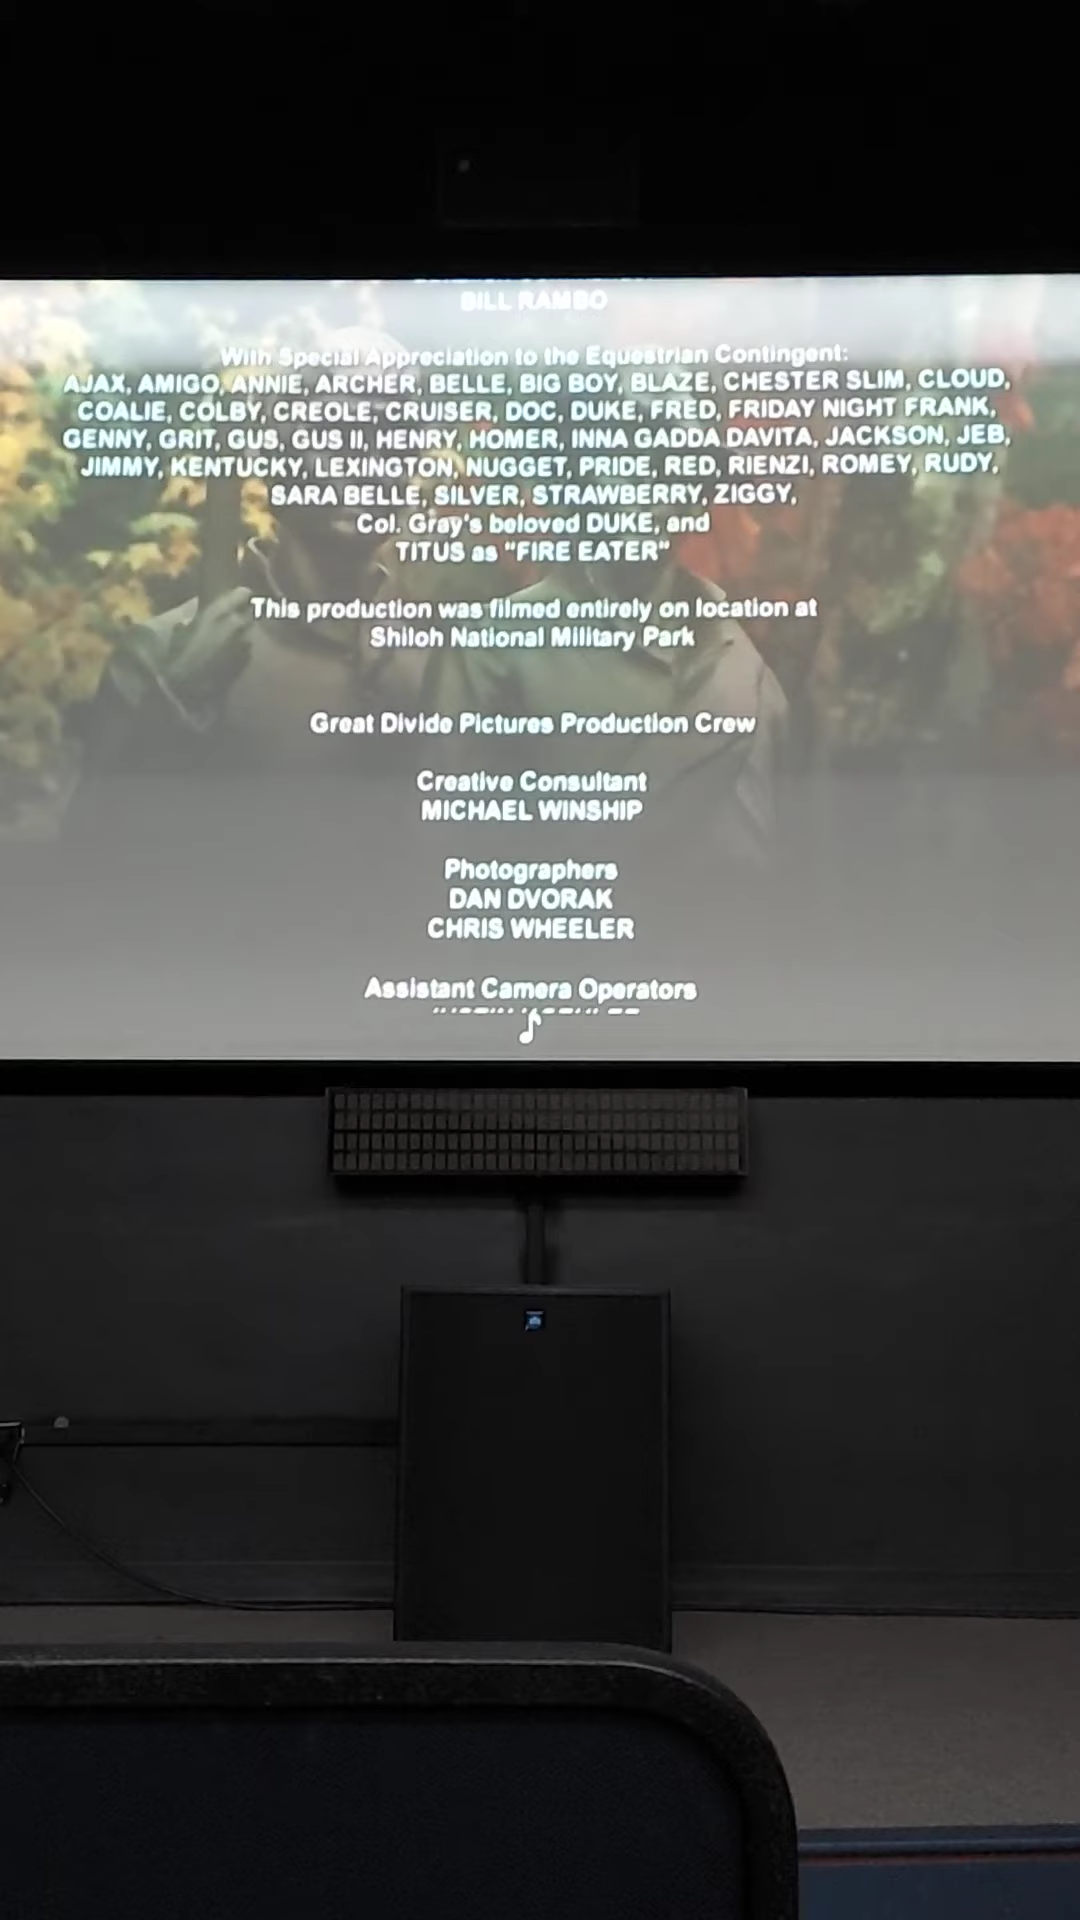 BILL RAMBO
With Special Appreciation to the Equestrian Contingent:
AJAX, AMIGO, ANNIE, ARCHER, BELLE, BIG BOY, BLAZE, CHESTER SLIM, CLOUD,
COALIE, COLBY, CREOLE, CRUISER, DOC, DUKE, FRED, FRIDAY NIGHT FRANK,
GENNY, GRIT, GUS, GUS II, HENRY, HOMER, INNA GADDA DAVITA, JACKSON, JEB,
JIMMY, KENTUCKY, LEXINGTON, NUGGET, PRIDE, RED, RIENZI, ROMEY, RUDY,
SARA BELLE, SILVER, STRAWBERRY, ZIGGY,
Col. Gray's beloved DUKE, and
TITUS as "FIRE EATER"
This production was filmed entirely on location at
Shiloh National Military Park
Great Divide Pictures Production Crew
Creative Consultant
MICHAEL WINSHIP
Photographers
DAN DVORAK
CHRIS WHEELER
Assistant Camera Operators
♪